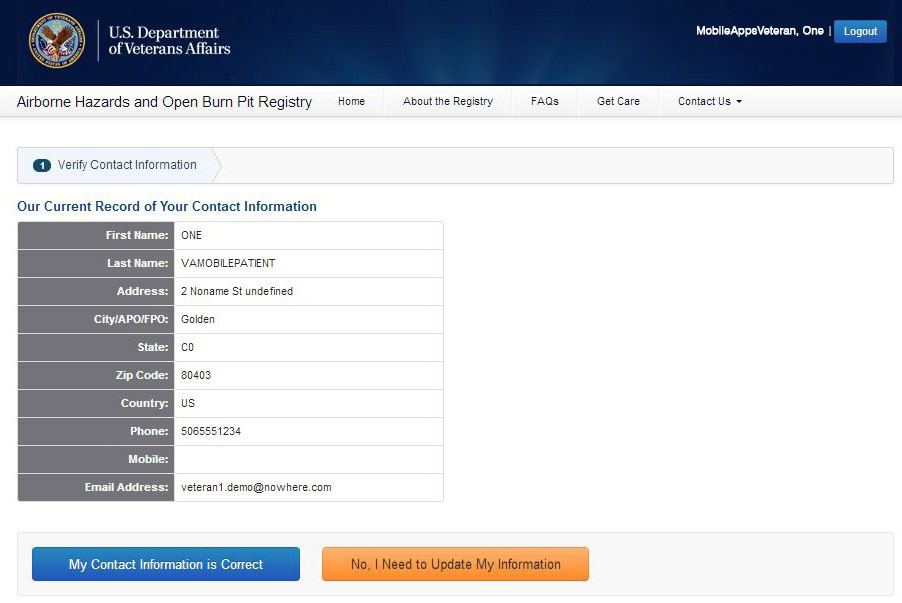 U.S. Department
of Veterans Affairs
MobileAppsVeteran, One | Logout
Airborne Hazards and Open Burn Pit Registry Home About the Registry FAQs Get Care Contact Us
1 Verify Contact Information
Our Current Record of Your Contact Information
First Name: ONE
Last Name: VAMOBILEPATIENT
Address: 2 Noname St undefined
City/APO/FPO: Golden
State: CO
Zip Code: 80403
Country: US
Phone: 5065551234
Mobile:
Email Address: veteran1.demo@nowhere.com
My Contact Information is Correct No, I Need to Update My Information